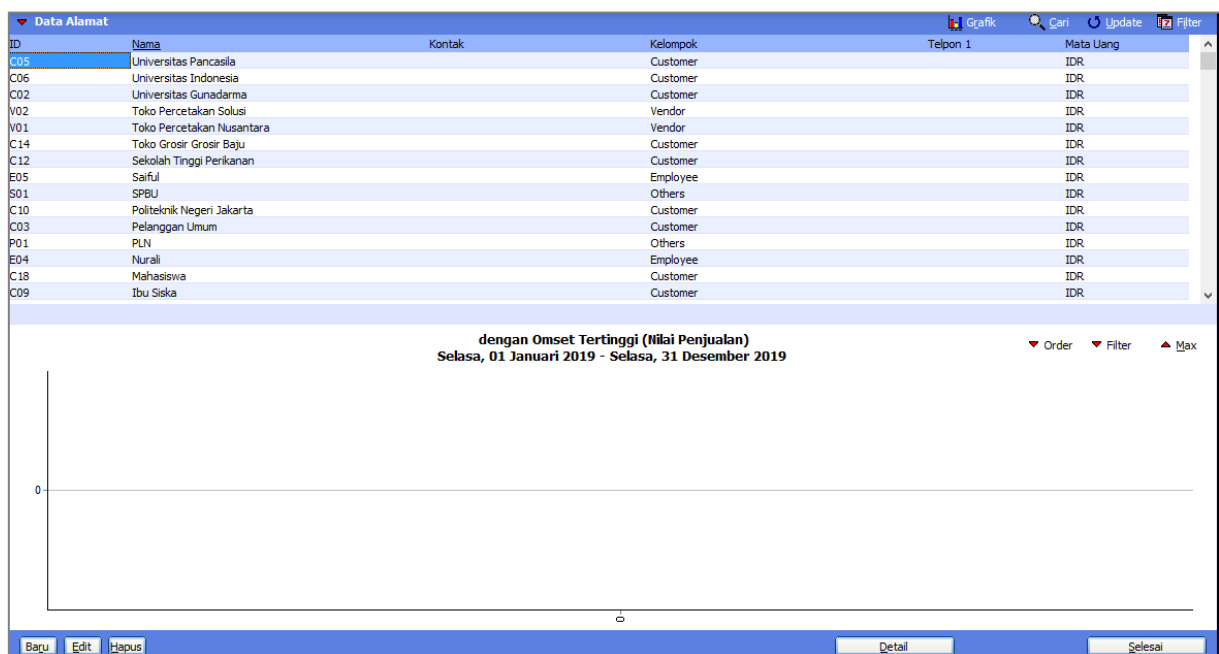 Data Alamat Grafik Cari Update Filter
ID Nama Kontak Kelompok Telpon 1 Mata Uang
C05 Universitas Pancasila Customer IDR
C06 Universitas Indonesia Customer IDR
C02 Universitas Gunadarma Customer IDR
V02 Toko Percetakan Solusi Vendor IDR
V01 Toko Percetakan Nusantara Vendor IDR
C14 Toko Grosir Grosir Baju Customer IDR
C12 Sekolah Tinggi Perikanan Customer IDR
E05 Saiful Employee IDR
S01 SPBU Others IDR
C10 Politeknik Negeri Jakarta Customer IDR
C03 Pelanggan Umum Customer IDR
P01 PLN Others IDR
E04 Nurali Employee IDR
C18 Mahasiswa Customer IDR
C09 Ibu Siska Customer IDR
dengan Omset Tertinggi (Nilai Penjualan)
Selasa, 01 Januari 2019 - Selasa, 31 Desember 2019
Order Filter Max
0
0
Baru Edit Hapus Detail Selesai